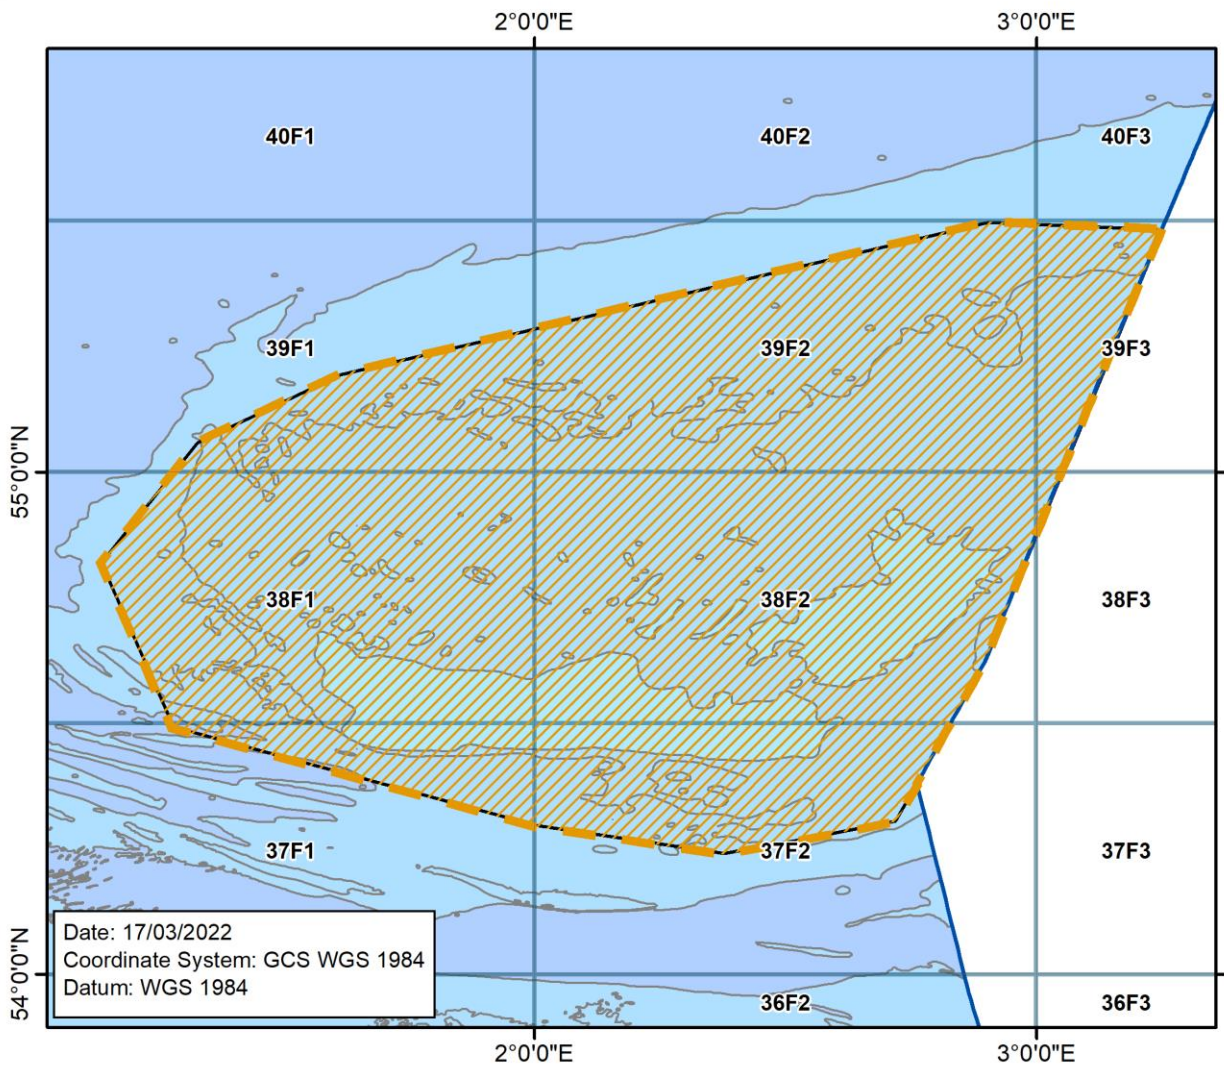 2°0'0"E 3°0'0"E
40F1 40F2 40F3
39F1 39F2 39F3
55°0'0"N
38F1 38F2 38F3
37F1 37F2 37F3
Date: 17/03/2022
Coordinate System: GCS WGS 1984
Datum: WGS 1984
54°0'0"N
36F2 36F3
2°0'0"E 3°0'0"E